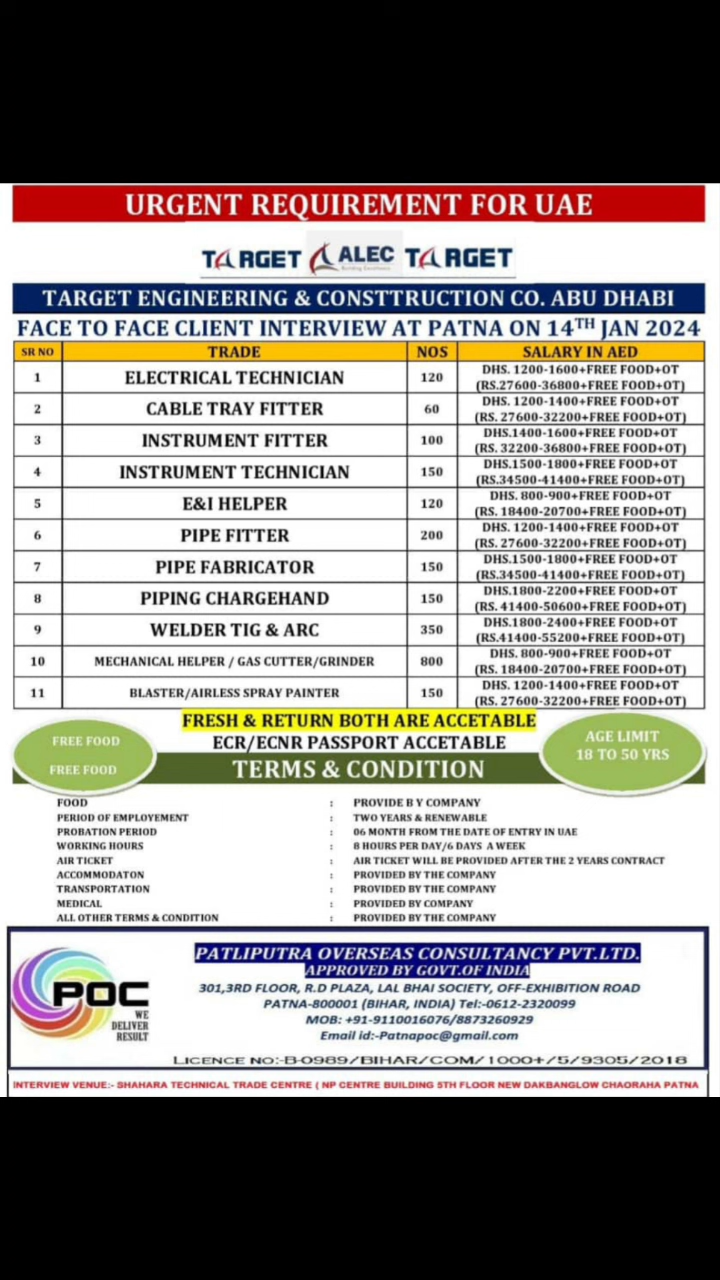 URGENT REQUIREMENT FOR UAE
TARGET ALEC TARGET
TARGET ENGINEERING & CONSTTRUCTION CO. ABU DHABI
FACE TO FACE CLIENT INTERVIEW AT PATNA ON 14TH JAN 2024
SR NO TRADE NOS SALARY IN AED
1 ELECTRICAL TECHNICIAN 120 DHS. 1200-1600+FREE FOOD+OT
(RS.27600-36800+FREE FOOD+OT)
2 CABLE TRAY FITTER 60 DHS. 1200-1400+FREE FOOD+OT
(RS. 27600-32200+FREE FOOD+OT)
3 INSTRUMENT FITTER 100 DHS.1400-1600+FREE FOOD+OT
(RS. 32200-36800+FREE FOOD+OT)
4 INSTRUMENT TECHNICIAN 150 DHS.1500-1800+FREE FOOD+OT
(RS.34500-41400+FREE FOOD+OT)
5 E&I HELPER 120 DHS. 800-900+FREE FOOD+OT
(RS. 18400-20700+FREE FOOD+OT)
6 PIPE FITTER 200 DHS. 1200-1400+FREE FOOD+OT
(RS. 27600-32200+FREE FOOD+OT)
7 PIPE FABRICATOR 150 DHS.1500-1800+FREE FOOD+OT
(RS.34500-41400+FREE FOOD+OT)
8 PIPING CHARGEHAND 150 DHS.1800-2200+FREE FOOD+OT
(RS. 41400-50600+FREE FOOD+OT)
9 WELDER TIG & ARC 350 DHS.1800-2400+FREE FOOD+OT
(RS.41400-55200+FREE FOOD+OT)
10 MECHANICAL HELPER / GAS CUTTER/GRINDER 800 DHS. 800-900+FREE FOOD+OT
(RS. 18400-20700+FREE FOOD+OT)
11 BLASTER/AIRLESS SPRAY PAINTER 150 DHS. 1200-1400+FREE FOOD+OT
(RS. 27600-32200+FREE FOOD+OT)
FRESH & RETURN BOTH ARE ACCETABLE
FREE FOOD
FREE FOOD
ECR/ECNR PASSPORT ACCETABLE
AGE LIMIT
18 TO 50 YRS
TERMS & CONDITION
FOOD : PROVIDE B Y COMPANY
PERIOD OF EMPLOYEMENT : TWO YEARS & RENEWABLE
PROBATION PERIOD : 06 MONTH FROM THE DATE OF ENTRY IN UAE
WORKING HOURS : 8 HOURS PER DAY/6 DAYS A WEEK
AIR TICKET : AIR TICKET WILL BE PROVIDED AFTER THE 2 YEARS CONTRACT
ACCOMMODATON : PROVIDED BY THE COMPANY
TRANSPORTATION : PROVIDED BY THE COMPANY
MEDICAL : PROVIDED BY COMPANY
ALL OTHER TERMS & CONDITION : PROVIDED BY THE COMPANY
POC
WE
DELIVER
RESULT
PATLIPUTRA OVERSEAS CONSULTANCY PVT.LTD.
APPROVED BY GOVT.OF INDIA
301,3RD FLOOR, R.D PLAZA, LAL BHAI SOCIETY, OFF-EXHIBITION ROAD
PATNA-800001 (BIHAR, INDIA) Tel:-0612-2320099
MOB: +91-9110016076/8873260929
Email id:-Patnapoc@gmail.com
LICENCE NO:-B-0989/BIHAR/COM/1000+/5/9305/2018
INTERVIEW VENUE:- SHAHARA TECHNICAL TRADE CENTRE ( NP CENTRE BUILDING 5TH FLOOR NEW DAKBANGLOW CHAORAHA PATNA